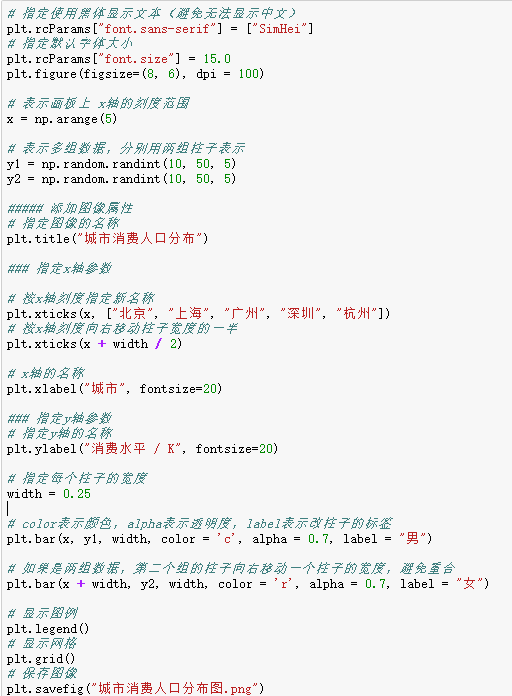 # 指定使用黑体显示文本（避免无法显示中文）
plt.rcParams["font.sans-serif"] = ["SimHei"]
# 指定默认字体大小
plt.rcParams["font.size"] = 15.0
plt.figure(figsize=(8, 6), dpi = 100)
# 表示画板上 x轴的刻度范围
x = np.arange(5)
# 表示多组数据，分别用两组柱子表示
y1 = np.random.randint(10, 50, 5)
y2 = np.random.randint(10, 50, 5)
##### 添加图像属性
# 指定图像的名称
plt.title("城市消费人口分布")
### 指定x轴参数
# 按x轴刻度指定新名称
plt.xticks(x, ["北京", "上海", "广州", "深圳", "杭州"])
# 按x轴刻度向右移动柱子宽度的一半
plt.xticks(x + width / 2)
# x轴的名称
plt.xlabel("城市", fontsize=20)
### 指定y轴参数
# 指定y轴的名称
plt.ylabel("消费水平 / K", fontsize=20)
# 指定每个柱子的宽度
width = 0.25
# color表示颜色，alpha表示透明度，label表示改柱子的标签
plt.bar(x, y1, width, color = 'c', alpha = 0.7, label = "男")
# 如果是两组数据，第二个组的柱子向右移动一个柱子的宽度，避免重合
plt.bar(x + width, y2, width, color = 'r', alpha = 0.7, label = "女")
# 显示图例
plt.legend()
# 显示网格
plt.grid()
# 保存图像
plt.savefig("城市消费人口分布图.png")